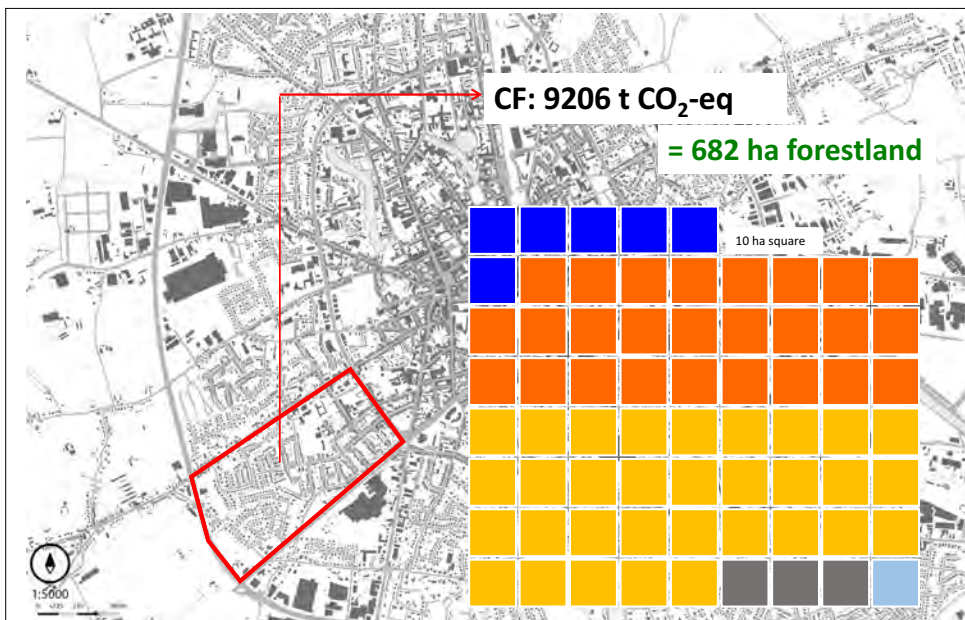 CF: 9206 t CO₂-eq
= 682 ha forestland
10 ha square
1:5000